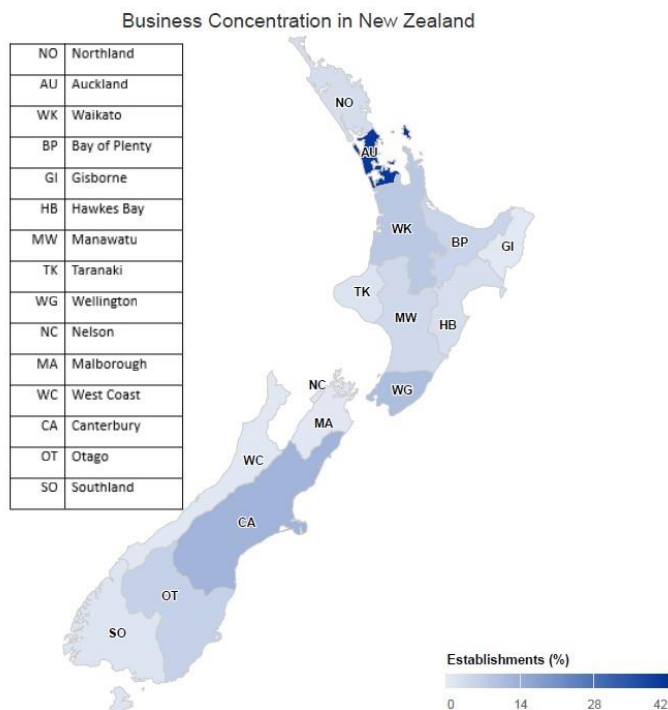 Business Concentration in New Zealand
NO Northland
AU Auckland
WK Waikato
BP Bay of Plenty
GI Gisborne
HB Hawkes Bay
MW Manawatu
TK Taranaki
WG Wellington
NC Nelson
MA Malborough
WC West Coast
CA Canterbury
OT Otago
SO Southland
NO
AU
WK
BP
GI
TK
MW
HB
WG
NC
MA
WC
CA
OT
SO
Establishments (%)
0 14 28 42